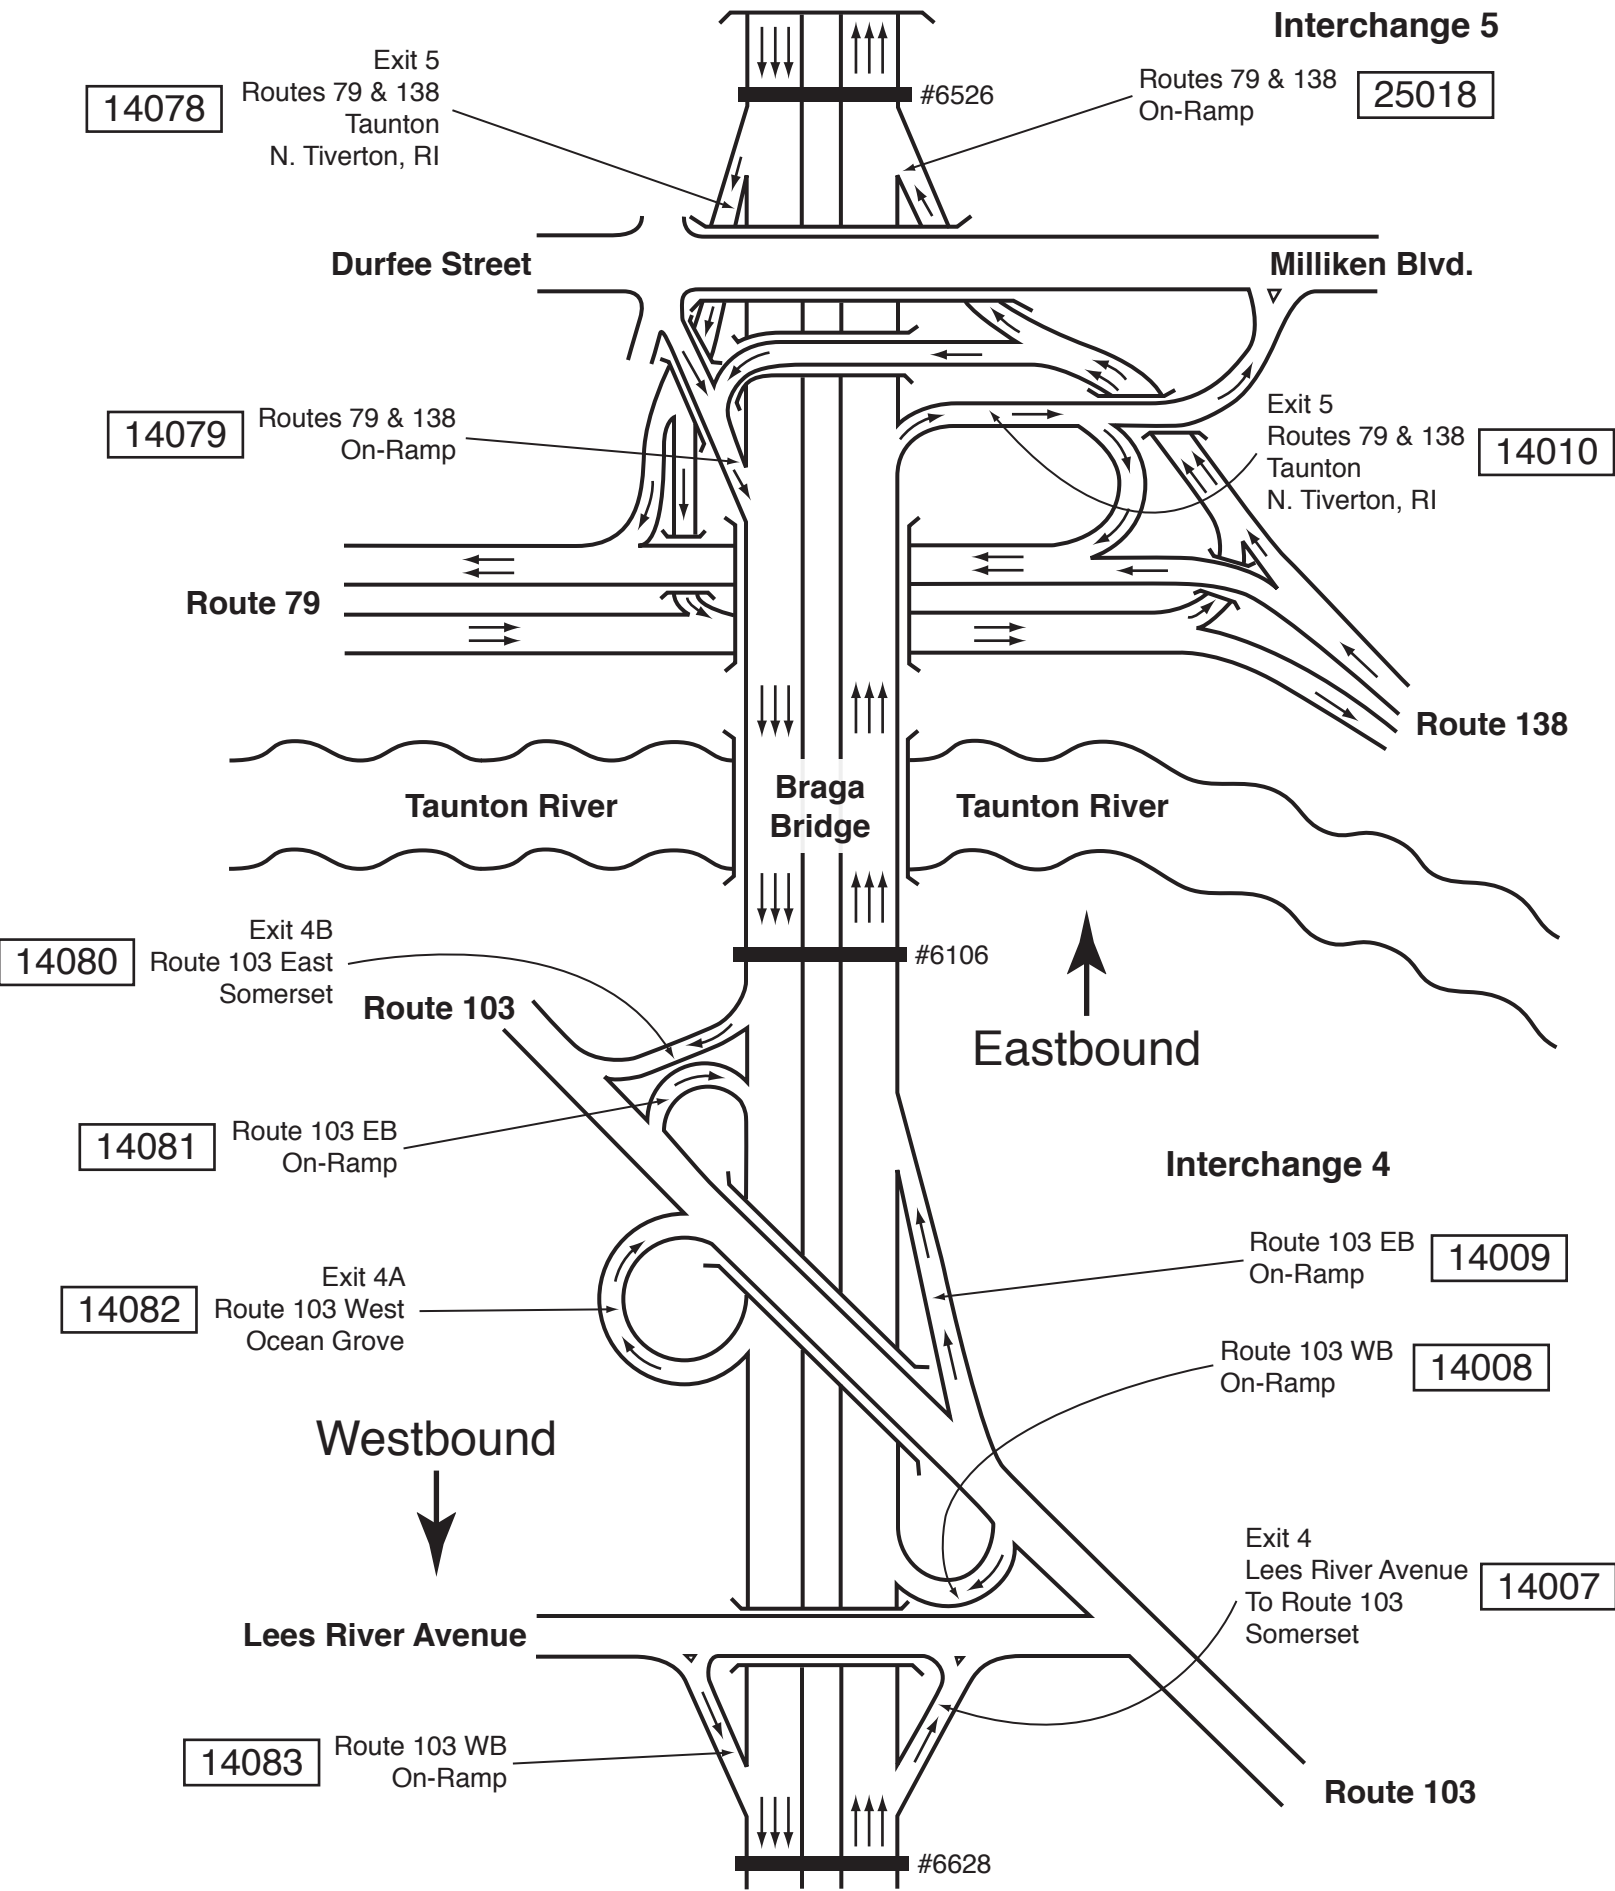 Interchange 5
Exit 5
Routes 79 & 138
Taunton
N. Tiverton, RI
14078
#6526
Routes 79 & 138
On-Ramp
25018
Durfee Street
Milliken Blvd.
14079
Routes 79 & 138
On-Ramp
Exit 5
Routes 79 & 138
Taunton
N. Tiverton, RI
14010
Route 79
Route 138
Taunton River
Braga
Bridge
Taunton River
Exit 4B
Route 103 East
Somerset
14080
#6106
Route 103
Eastbound
14081
Route 103 EB
On-Ramp
Interchange 4
Route 103 EB
On-Ramp
14009
Exit 4A
Route 103 West
Ocean Grove
14082
Route 103 WB
On-Ramp
14008
Westbound
Exit 4
Lees River Avenue
To Route 103
Somerset
14007
Lees River Avenue
14083
Route 103 WB
On-Ramp
Route 103
#6628